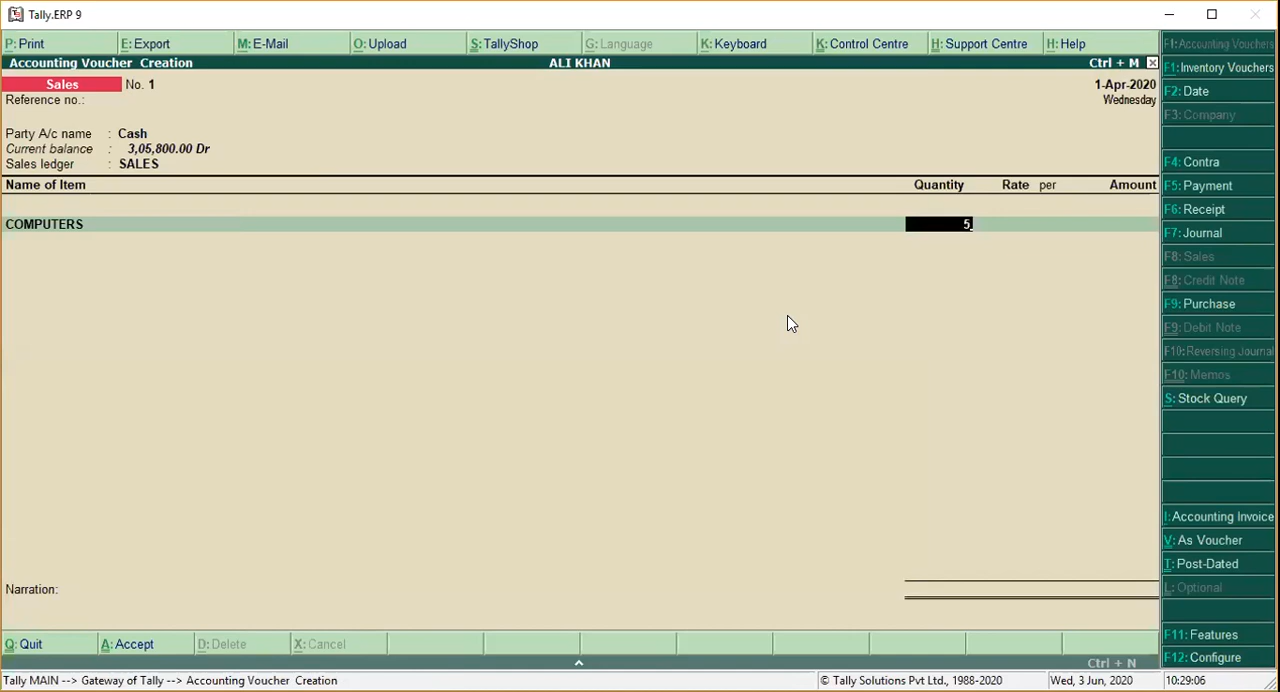 Tally.ERP 9
P: Print E: Export M: E-Mail O: Upload S: TallyShop G: Language K: Keyboard K: Control Centre H: Support Centre H: Help
Accounting Voucher Creation ALI KHAN Ctrl + M
Sales No. 1 1-Apr-2020
Reference no.: Wednesday
Party A/c name : Cash
Current balance : 3,05,800.00 Dr
Sales ledger : SALES
Name of Item Quantity Rate per Amount
COMPUTERS 5
Narration:
Q: Quit A: Accept D: Delete X: Cancel
Ctrl + N
F1: Accounting Vouchers
F1: Inventory Vouchers
F2: Date
F3: Company
F4: Contra
F5: Payment
F6: Receipt
F7: Journal
F8: Sales
F8: Credit Note
F9: Purchase
F9: Debit Note
F10: Reversing Journal
F10: Memos
S: Stock Query
I: Accounting Invoice
V: As Voucher
T: Post-Dated
L: Optional
F11: Features
F12: Configure
Tally MAIN --> Gateway of Tally --> Accounting Voucher Creation © Tally Solutions Pvt Ltd., 1988-2020 Wed, 3 Jun, 2020 10:29:06